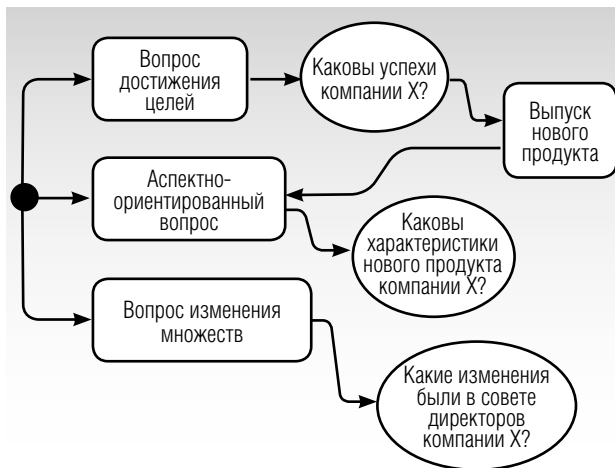 Вопрос
достижения
целей
Каковы успехи
компании X?
Выпуск
нового
продукта
Аспектно-
ориентированный
вопрос
Каковы
характеристики
нового продукта
компании X?
Вопрос изменения
множеств
Какие изменения
были в совете
директоров
компании X?